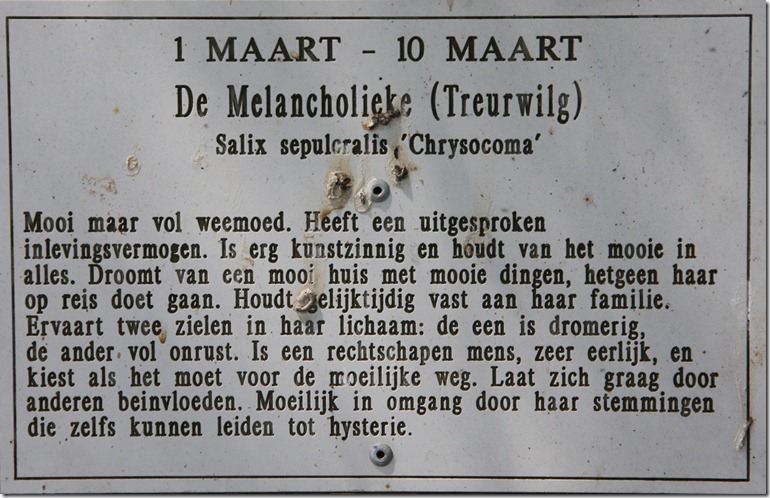 1 MAART - 10 MAART
De Melancholieke (Treurwilg)
Salix sepulcralis 'Chrysocoma'
Mooi maar vol weemoed. Heeft een uitgesproken
inlevingsvermogen. Is erg kunstzinnig en houdt van het mooie in
alles. Droomt van een mooi huis met mooie dingen, hetgeen haar
op reis doet gaan. Houdt gelijktijdig vast aan haar familie.
Ervaart twee zielen in haar lichaam: de een is dromerig,
de ander vol onrust. Is een rechtschapen mens, zeer eerlijk, en
kiest als het moet voor de moeilijke weg. Laat zich graag door
anderen beinvloeden. Moeilijk in omgang door haar stemmingen
die zelfs kunnen leiden tot hysterie.